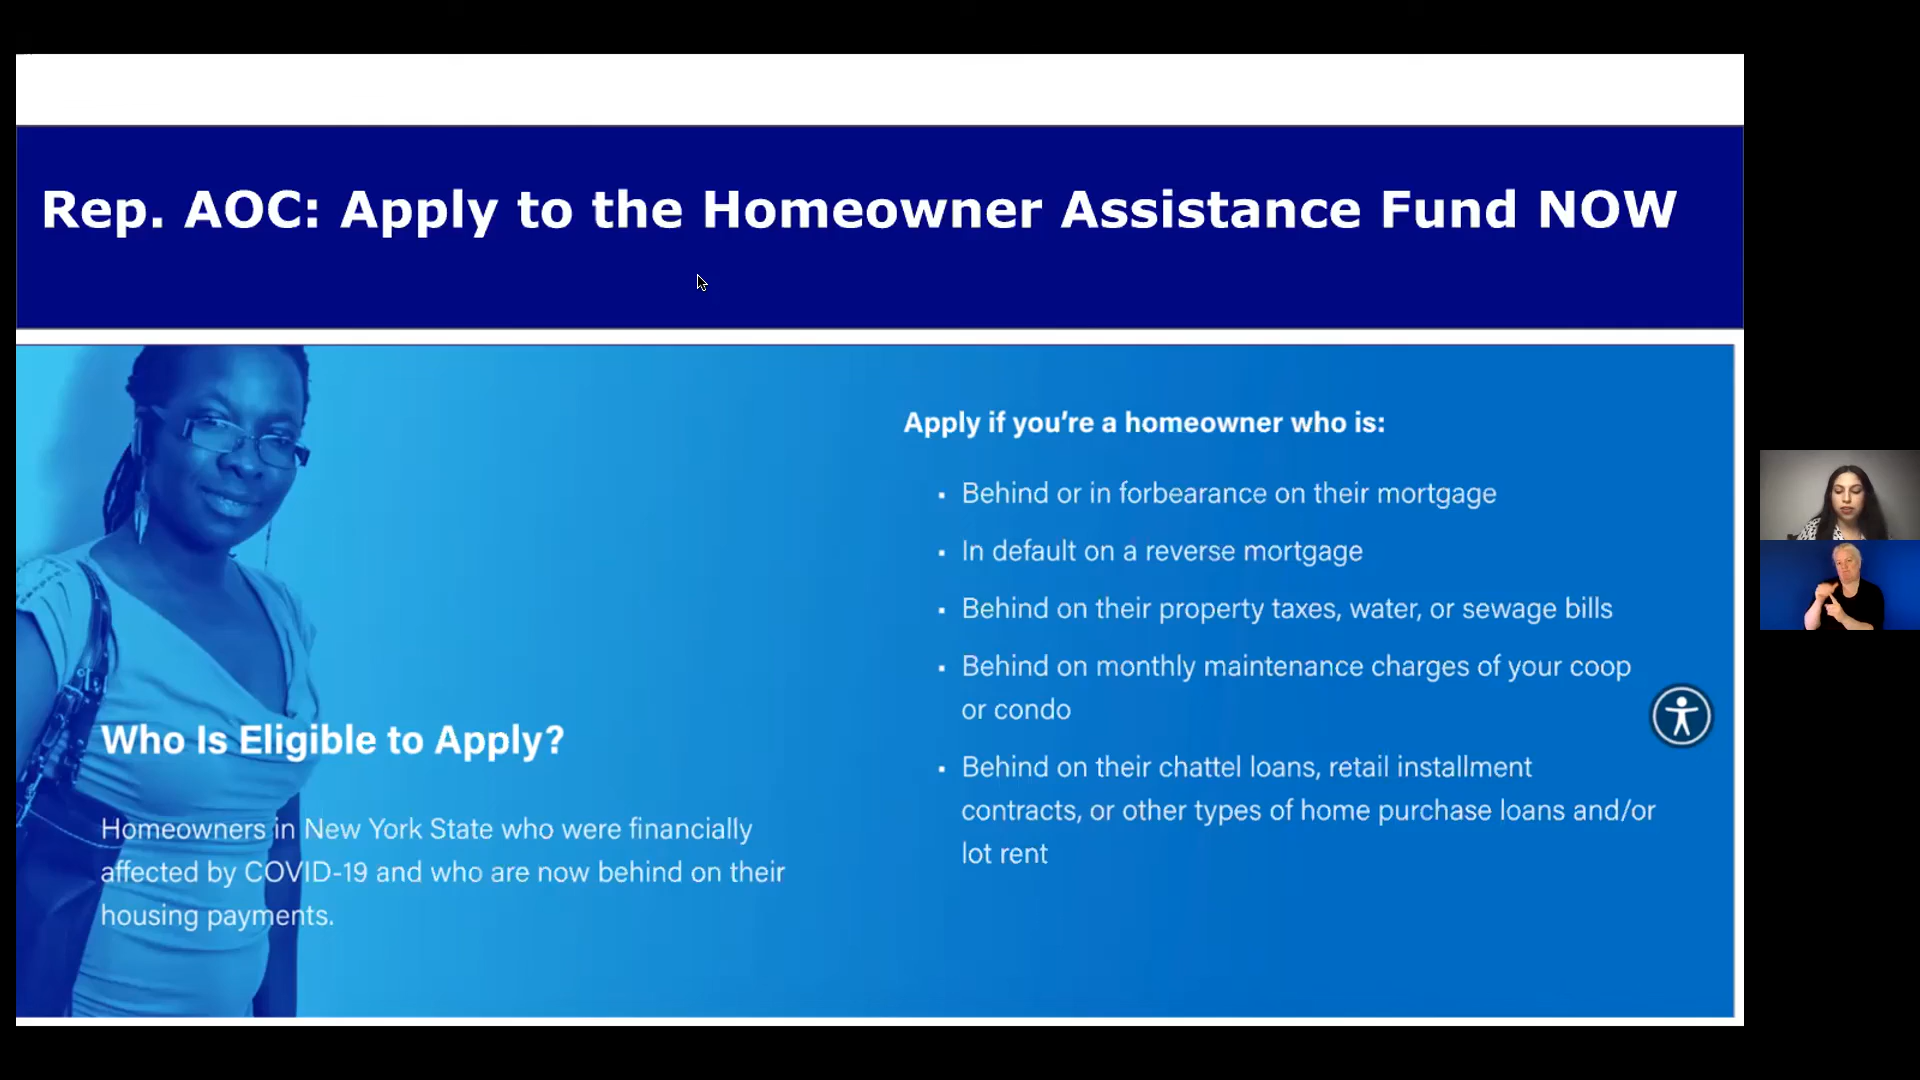 Rep. AOC: Apply to the Homeowner Assistance Fund NOW
Who Is Eligible to Apply?
Homeowners in New York State who were financially
affected by COVID-19 and who are now behind on their
housing payments.
Apply if you’re a homeowner who is:
▪ Behind or in forbearance on their mortgage
▪ In default on a reverse mortgage
▪ Behind on their property taxes, water, or sewage bills
▪ Behind on monthly maintenance charges of your coop
or condo
▪ Behind on their chattel loans, retail installment
contracts, or other types of home purchase loans and/or
lot rent